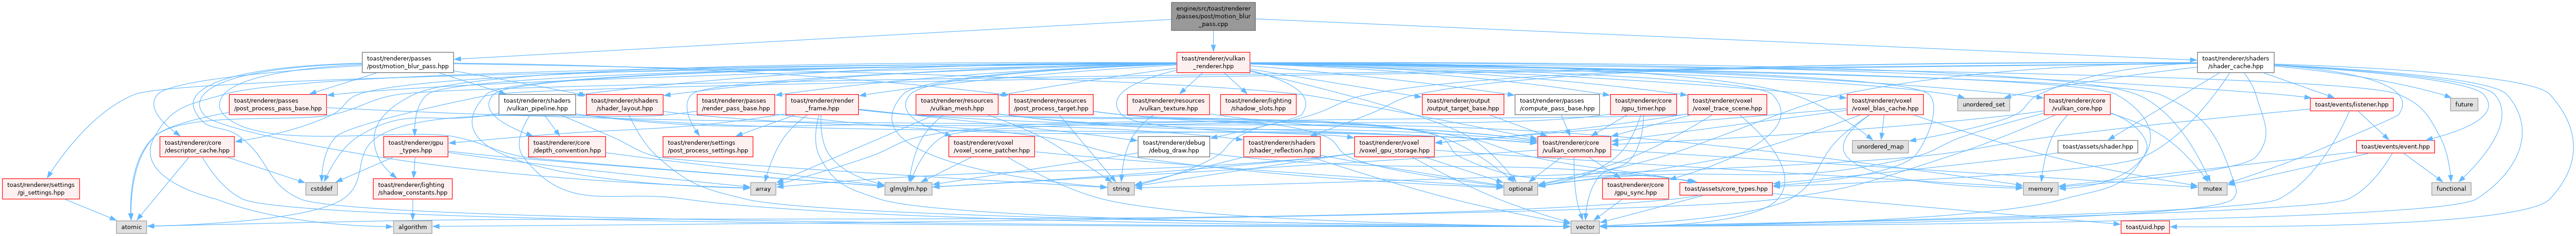 engine/src/toast/renderer
/passes/post/motion_blur
_pass.cpp
toast/renderer/passes
/post/motion_blur_pass.hpp
toast/renderer/vulkan
_renderer.hpp
toast/renderer/shaders
/shader_cache.hpp
toast/renderer/passes
/post_process_pass_base.hpp
toast/renderer/shaders
/vulkan_pipeline.hpp
toast/renderer/shaders
/shader_layout.hpp
toast/renderer/passes
/render_pass_base.hpp
toast/renderer/render
_frame.hpp
toast/renderer/resources
/vulkan_mesh.hpp
toast/renderer/resources
/post_process_target.hpp
toast/renderer/resources
/vulkan_texture.hpp
toast/renderer/lighting
/shadow_slots.hpp
toast/renderer/output
/output_target_base.hpp
toast/renderer/passes
/compute_pass_base.hpp
toast/renderer/core
/gpu_timer.hpp
toast/renderer/voxel
/voxel_trace_scene.hpp
toast/renderer/voxel
/voxel_blas_cache.hpp
unordered_set
toast/renderer/core
/vulkan_core.hpp
toast/events/listener.hpp
future
toast/renderer/core
/descriptor_cache.hpp
toast/renderer/gpu
_types.hpp
toast/renderer/core
/depth_convention.hpp
toast/renderer/settings
/post_process_settings.hpp
toast/renderer/voxel
/voxel_scene_patcher.hpp
toast/renderer/debug
/debug_draw.hpp
toast/renderer/shaders
/shader_reflection.hpp
toast/renderer/voxel
/voxel_gpu_storage.hpp
toast/renderer/core
/vulkan_common.hpp
unordered_map
toast/assets/shader.hpp
toast/events/event.hpp
toast/renderer/settings
/gi_settings.hpp
cstddef
toast/renderer/lighting
/shadow_constants.hpp
array
glm/glm.hpp
string
optional
toast/renderer/core
/gpu_sync.hpp
toast/assets/core_types.hpp
memory
mutex
functional
atomic
algorithm
vector
toast/uid.hpp